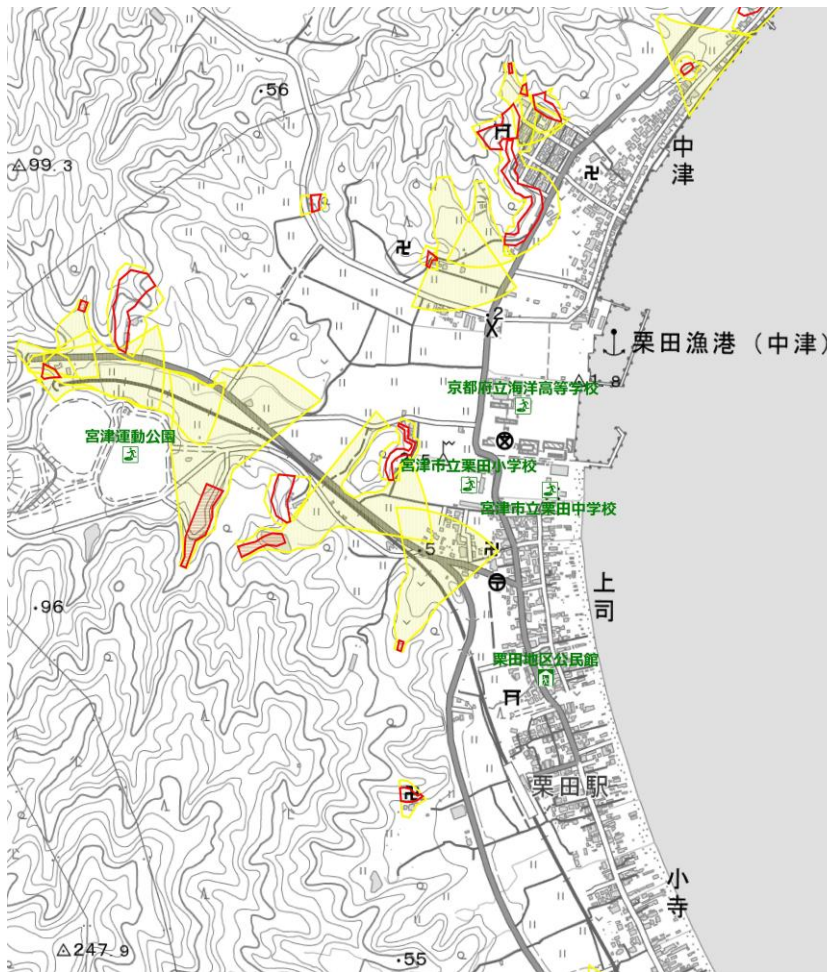 56
中津
99.3
2
栗田漁港（中津）
1.8
京都府立海洋高等学校
宮津運動公園
宮津市立栗田小学校
宮津市立栗田中学校
5
上司
96
栗田地区公民館
栗田駅
小寺
247.9
55